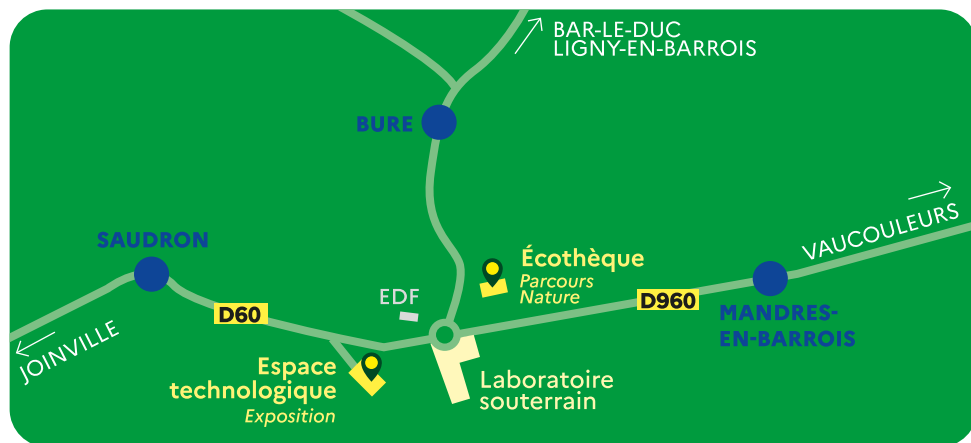 BAR-LE-DUC
LIGNY-EN-BARROIS
BURE
VAUCOULEURS
SAUDRON
Écothèque
Parcours
Nature
EDF
D960
D60
MANDRES-
EN-BARROIS
JOINVILLE
Espace
technologique
Exposition
Laboratoire
souterrain